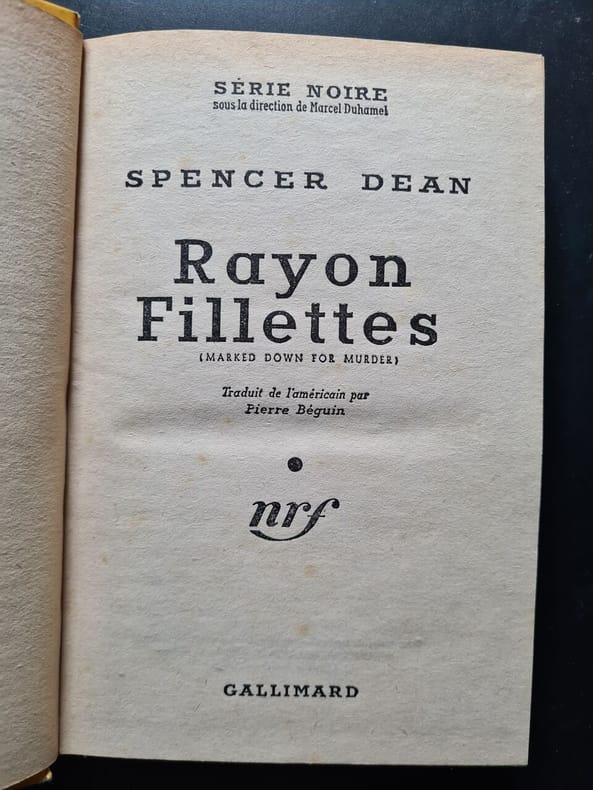 SÉRIE NOIRE
sous la direction de Marcel Duhamel
SPENCER DEAN
Rayon
Fillettes
(MARKED DOWN FOR MURDER)
Traduit de l'américain par
Pierre Béguin
nrf
GALLIMARD